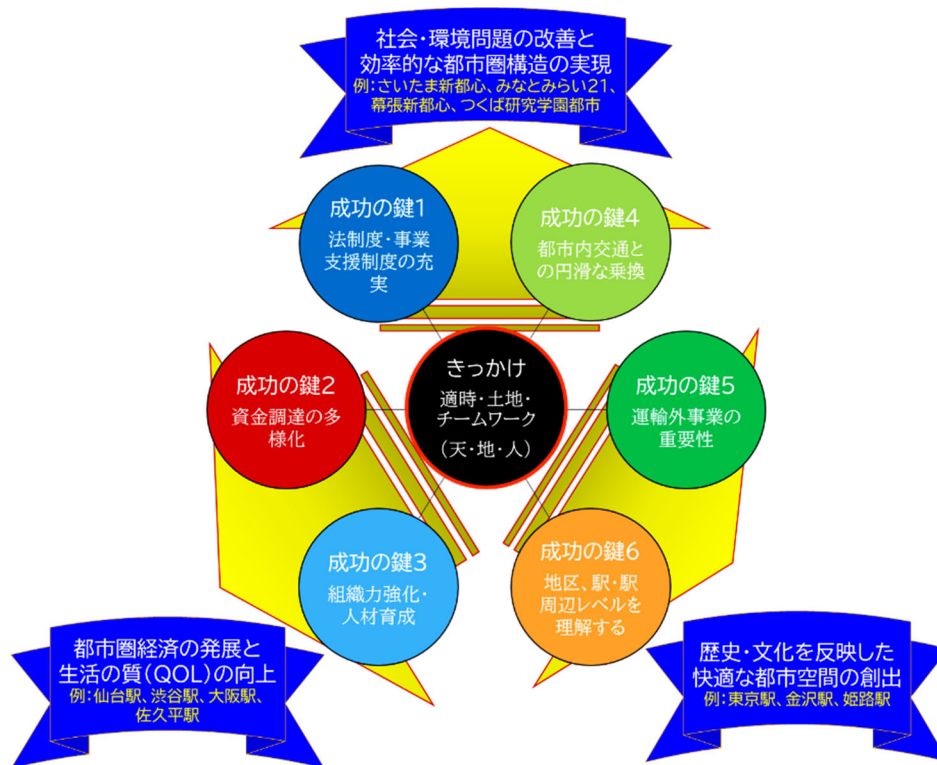 社会・環境問題の改善と
効率的な都市圏構造の実現
例：さいたま新都心、みなとみらい21、
幕張新都心、つくば研究学園都市
成功の鍵1
法制度・事業
支援制度の充
実
成功の鍵4
都市内交通と
の円滑な乗換
成功の鍵2
資金調達の多
様化
きっかけ
適時・土地・
チームワーク
（天・地・人）
成功の鍵5
運輸外事業の
重要性
成功の鍵3
組織力強化・
人材育成
成功の鍵6
地区、駅・駅
周辺レベルを
理解する
都市圏経済の発展と
生活の質（QOL）の向上
例：仙台駅、渋谷駅、大阪駅、
佐久平駅
歴史・文化を反映した
快適な都市空間の創出
例：東京駅、金沢駅、姫路駅